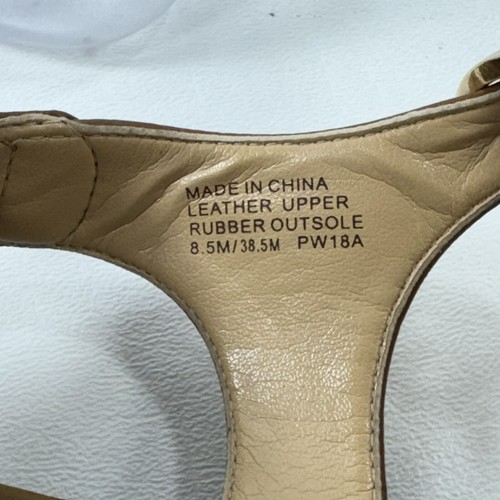 MADE IN CHINA
LEATHER UPPER
RUBBER OUTSOLE
8.5M/38.5M PW18A